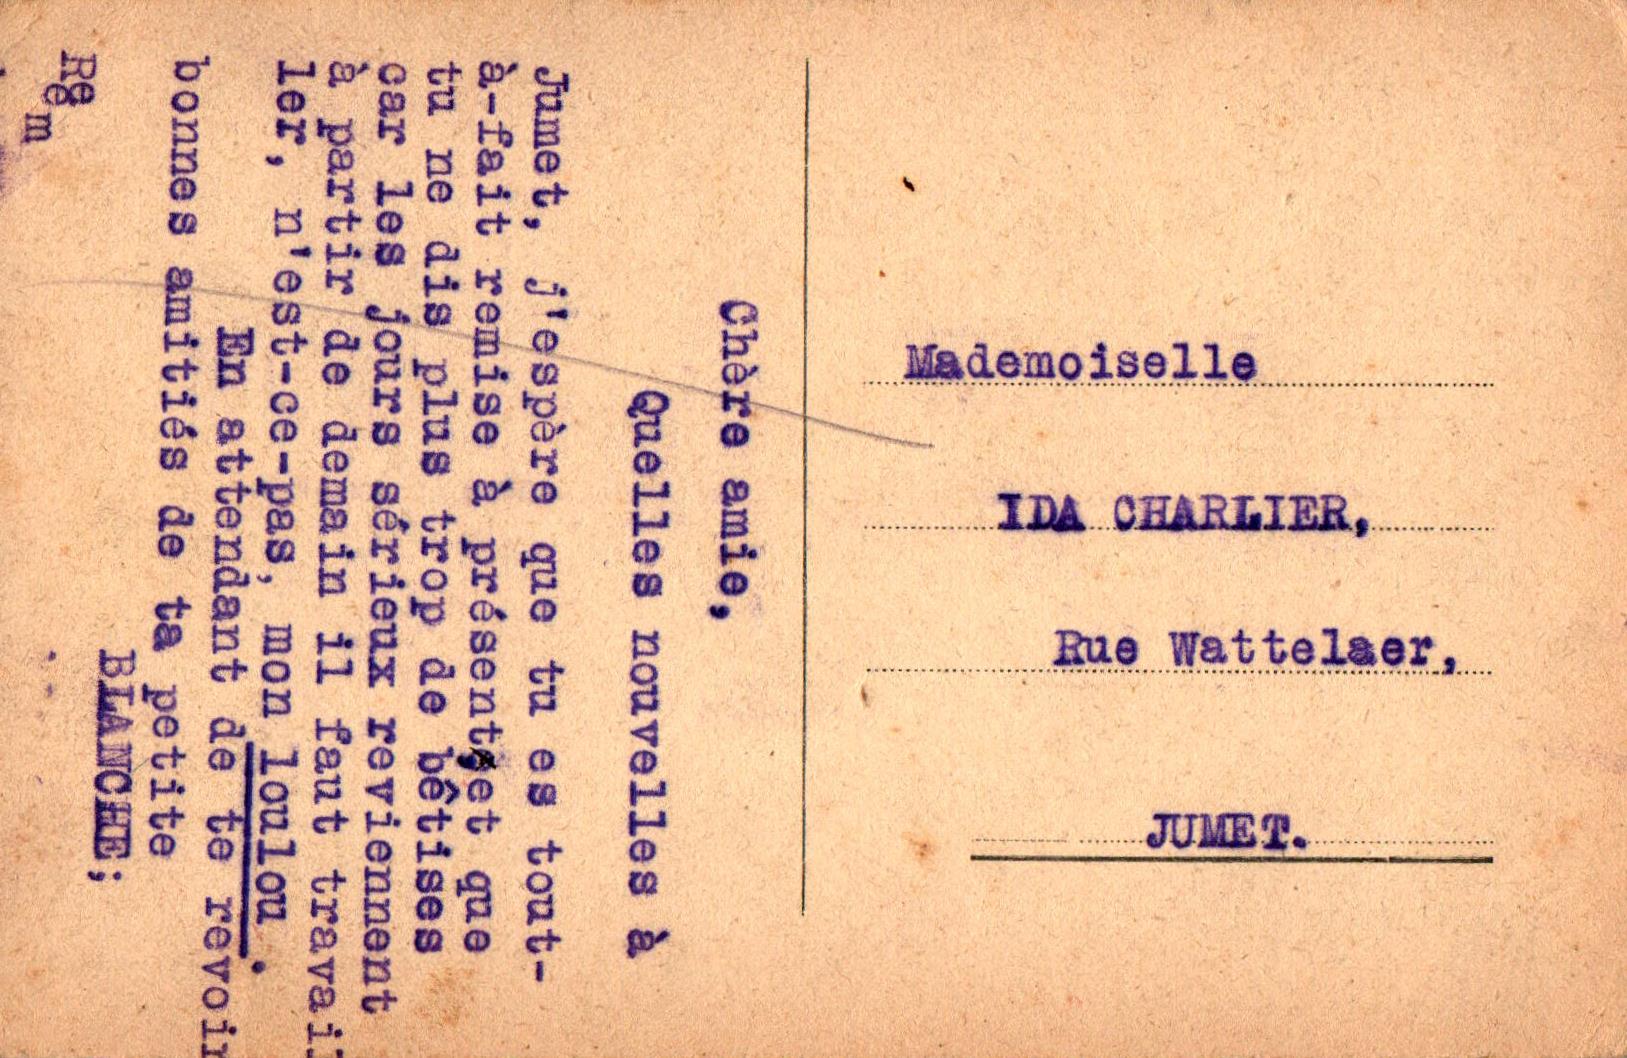 Chère amie,
Quelles nouvelles à
Jumet, j'espère que tu es tout-
à-fait remise à présent et que
tu ne dis plus trop de bêtises
car les jours sérieux reviennent
à partir de demain il faut travail
ler, n'est-ce-pas, mon loulou.
En attendant de te revoir
bonnes amitiés de ta petite
BLANCHE;
Mademoiselle
IDA CHARLIER,
Rue Wattelaer,
JUMET.